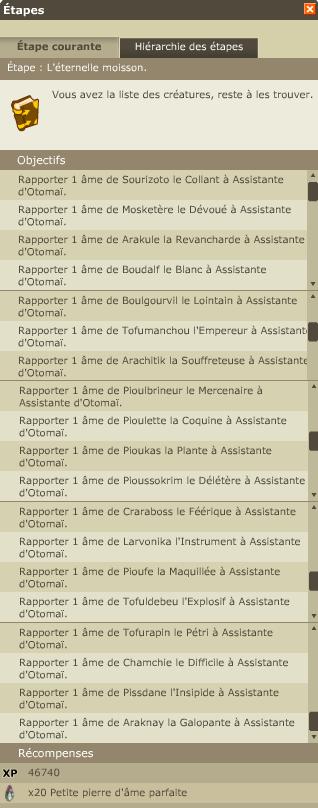 Étapes
Étape courante
Hiérarchie des étapes
Étape : L'éternelle moisson.
Vous avez la liste des créatures, reste à les trouver.
Objectifs
Rapporter 1 âme de Sourizoto le Collant à Assistante
d'Otomaï.
Rapporter 1 âme de Mosketère le Dévoué à Assistante
d'Otomaï.
Rapporter 1 âme de Arakule la Revancharde à Assistante
d'Otomaï.
Rapporter 1 âme de Boudalf le Blanc à Assistante
d'Otomaï.
Rapporter 1 âme de Boulgourvil le Lointain à Assistante
d'Otomaï.
Rapporter 1 âme de Tofumanchou l'Empereur à Assistante
d'Otomaï.
Rapporter 1 âme de Arachitik la Souffreteuse à Assistante
d'Otomaï.
Rapporter 1 âme de Pioulbrineur le Mercenaire à
Assistante d'Otomaï.
Rapporter 1 âme de Pioulette la Coquine à Assistante
d'Otomaï.
Rapporter 1 âme de Pioukas la Plante à Assistante
d'Otomaï.
Rapporter 1 âme de Pioussokrim le Délétère à Assistante
d'Otomaï.
Rapporter 1 âme de Craraboss le Féérique à Assistante
d'Otomaï.
Rapporter 1 âme de Larvonika l'Instrument à Assistante
d'Otomaï.
Rapporter 1 âme de Pioufe la Maquillée à Assistante
d'Otomaï.
Rapporter 1 âme de Tofuldebeu l'Explosif à Assistante
d'Otomaï.
Rapporter 1 âme de Tofurapin le Pétri à Assistante
d'Otomaï.
Rapporter 1 âme de Chamchie le Difficile à Assistante
d'Otomaï.
Rapporter 1 âme de Pissdane l'Insipide à Assistante
d'Otomaï.
Rapporter 1 âme de Araknay la Galopante à Assistante
d'Otomaï.
Récompenses
XP 46740
x20 Petite pierre d'âme parfaite